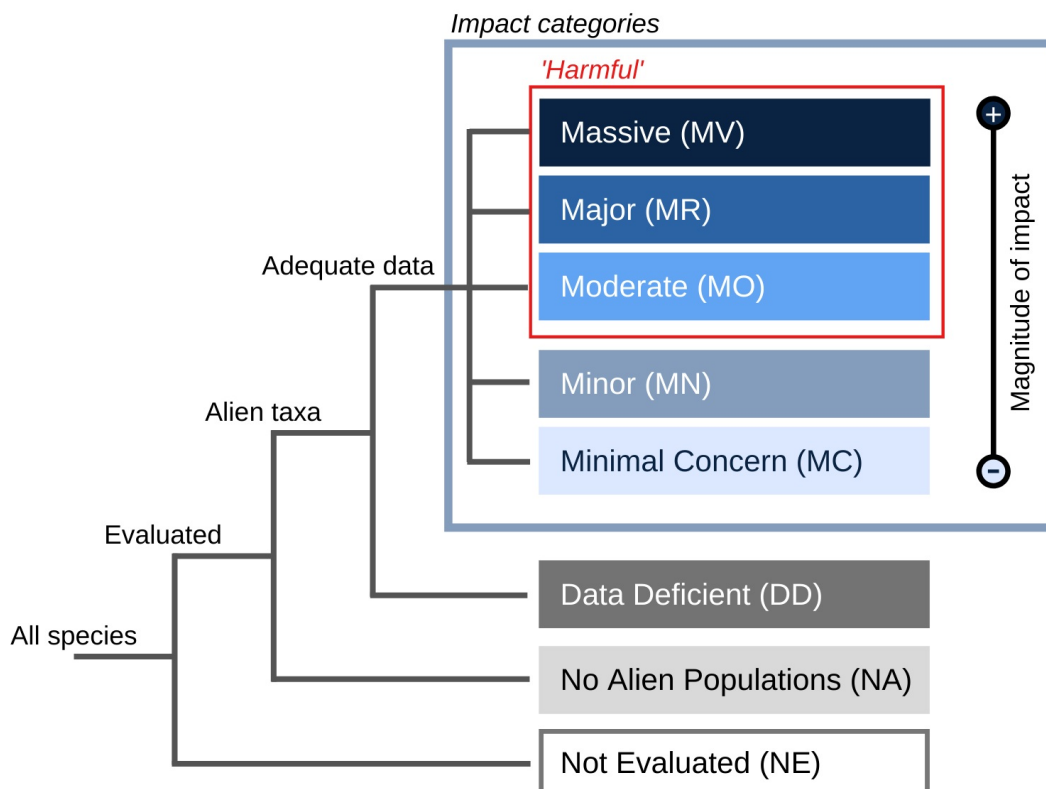 Impact categories
'Harmful'
Massive (MV)
+
Major (MR)
Adequate data
Moderate (MO)
Magnitude of impact
Minor (MN)
Alien taxa
Minimal Concern (MC)
-
Evaluated
Data Deficient (DD)
All species
No Alien Populations (NA)
Not Evaluated (NE)